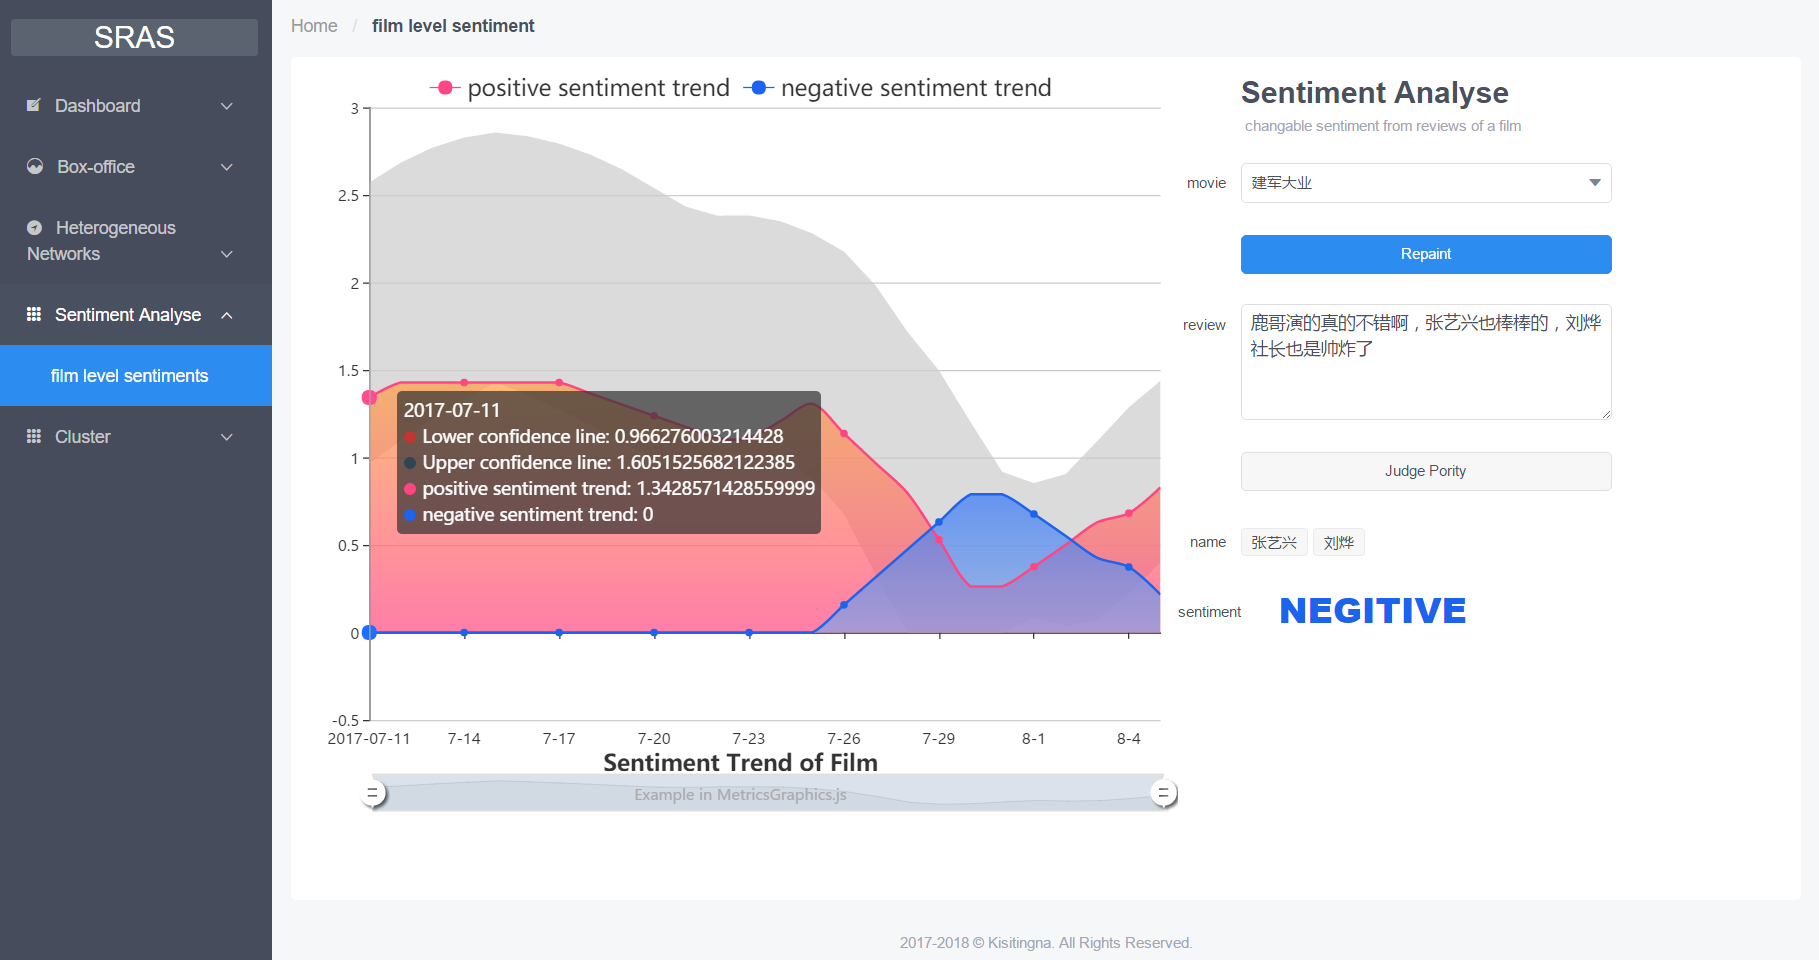 SRAS
Dashboard
Box-office
Heterogeneous
Networks
Sentiment Analyse
film level sentiments
Cluster
Home / film level sentiment
positive sentiment trend
negative sentiment trend
3
2.5
2
1.5
1
0.5
0
-0.5
2017-07-11
Lower confidence line: 0.966276003214428
Upper confidence line: 1.6051525682122385
positive sentiment trend: 1.3428571428559999
negative sentiment trend: 0
2017-07-11 7-14 7-17 7-20 7-23 7-26 7-29 8-1 8-4
Sentiment Trend of Film
Example in MetricsGraphics.js
Sentiment Analyse
changable sentiment from reviews of a film
movie
建军大业
Repaint
review
鹿哥演的真的不错啊，张艺兴也棒棒的，刘烨
社长也是帅炸了
Judge Pority
name
张艺兴 刘烨
sentiment
NEGITIVE
2017-2018 © Kisitingna. All Rights Reserved.